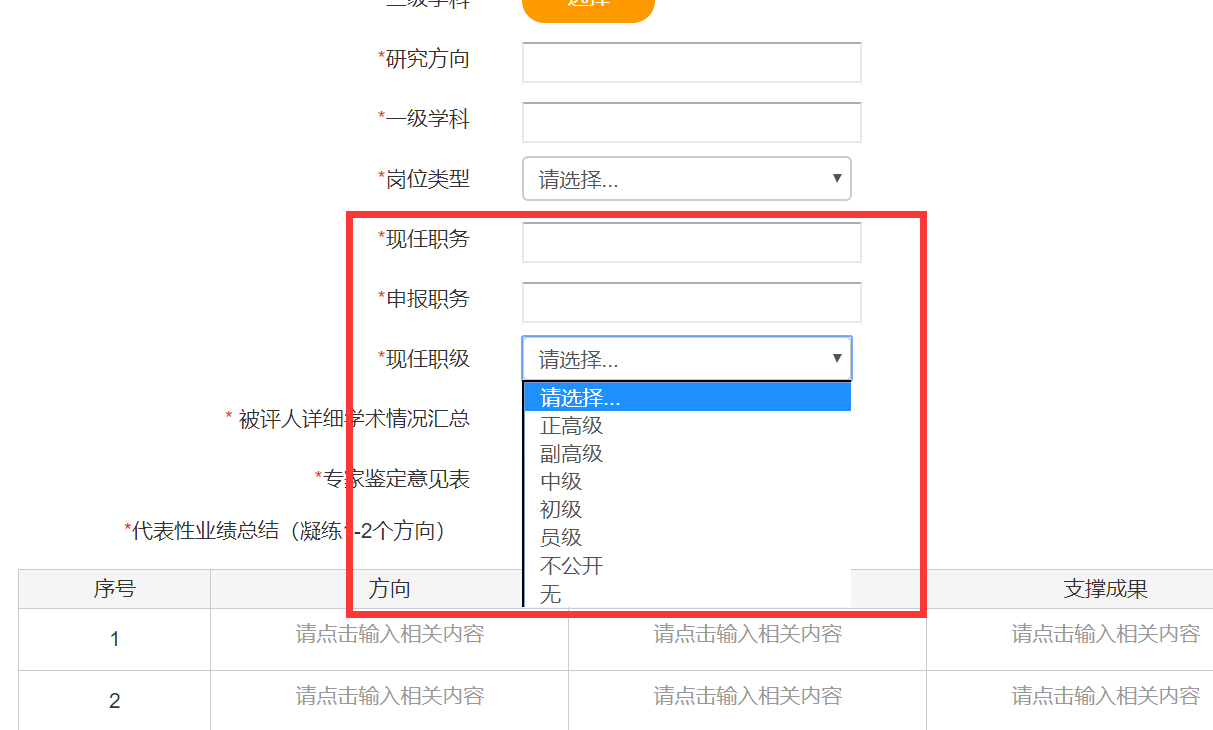 选择
*研究方向
*一级学科
*岗位类型 请选择... ▼
*现任职务
*申报职务
*现任职级 请选择... ▼
请选择...
正高级
副高级
中级
初级
员级
不公开
无
* 被评人详细学术情况汇总
*专家鉴定意见表
*代表性业绩总结（凝练1-2个方向）
序号 方向 支撑成果
1 请点击输入相关内容 请点击输入相关内容 请点击输入相关内容
2 请点击输入相关内容 请点击输入相关内容 请点击输入相关内容